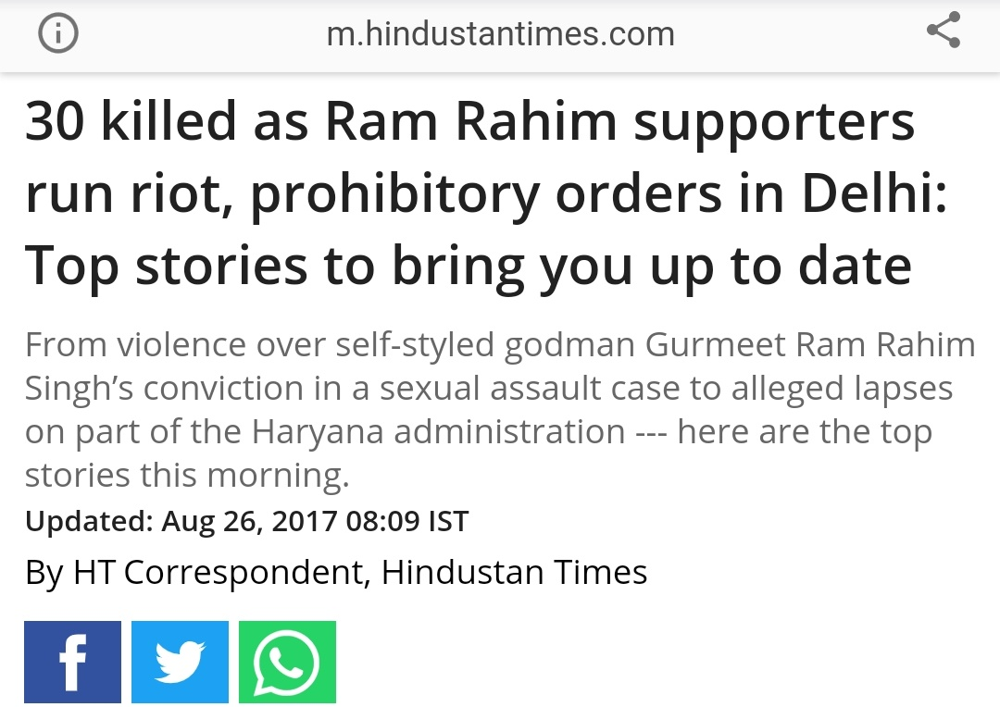 m.hindustantimes.com
30 killed as Ram Rahim supporters
run riot, prohibitory orders in Delhi:
Top stories to bring you up to date
From violence over self-styled godman Gurmeet Ram Rahim
Singh’s conviction in a sexual assault case to alleged lapses
on part of the Haryana administration --- here are the top
stories this morning.
Updated: Aug 26, 2017 08:09 IST
By HT Correspondent, Hindustan Times